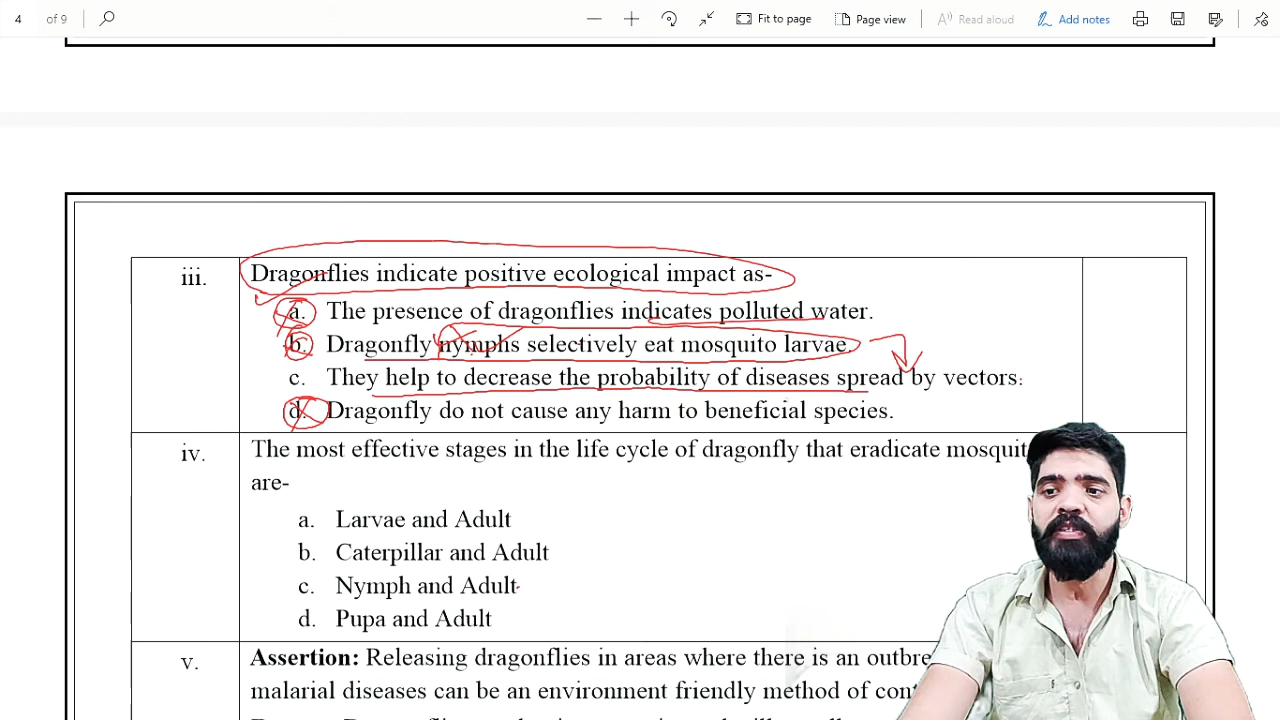 4 of 9 Fit to page Page view Read aloud Add notes
iii. Dragonflies indicate positive ecological impact as-
a. The presence of dragonflies indicates polluted water.
b. Dragonfly nymphs selectively eat mosquito larvae.
c. They help to decrease the probability of diseases spread by vectors.
d. Dragonfly do not cause any harm to beneficial species.
iv. The most effective stages in the life cycle of dragonfly that eradicate
are-
a. Larvae and Adult
b. Caterpillar and Adult
c. Nymph and Adult
d. Pupa and Adult
v. Assertion: Releasing dragonflies in areas where there is an
malarial diseases can be an environment friendly method of